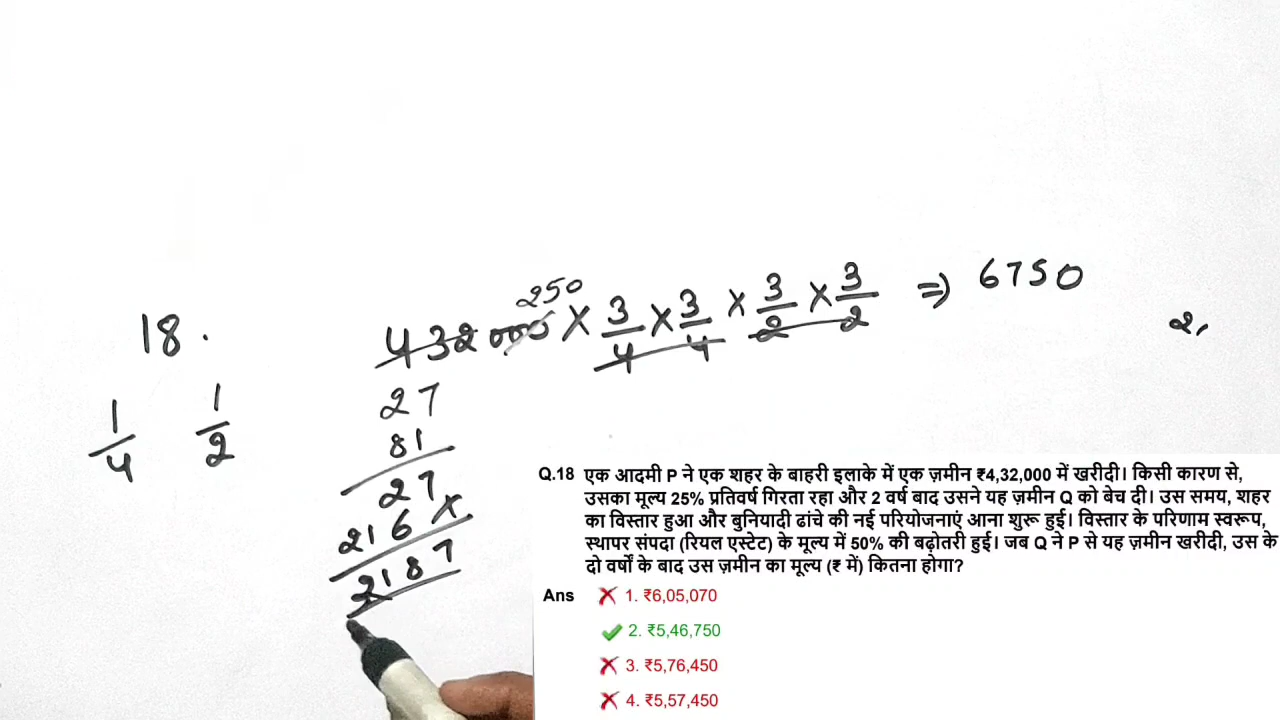 250
18.
432000 × 3/4 × 3/4 × 3/2 × 3/2 ⇒ 6750
2,
1/4 1/2
27
81
27
216×
2187
Q.18 एक आदमी P ने एक शहर के बाहरी इलाके में एक ज़मीन ₹4,32,000 में खरीदी। किसी कारण से,
उसका मूल्य 25% प्रतिवर्ष गिरता रहा और 2 वर्ष बाद उसने यह ज़मीन Q को बेच दी। उस समय, शहर
का विस्तार हुआ और बुनियादी ढांचे की नई परियोजनाएं आना शुरू हुई। विस्तार के परिणाम स्वरूप,
स्थापर संपदा (रियल एस्टेट) के मूल्य में 50% की बढ़ोतरी हुई। जब Q ने P से यह ज़मीन खरीदी, उस के
दो वर्षों के बाद उस ज़मीन का मूल्य (₹ में) कितना होगा?
Ans 1. ₹6,05,070
2. ₹5,46,750
3. ₹5,76,450
4. ₹5,57,450